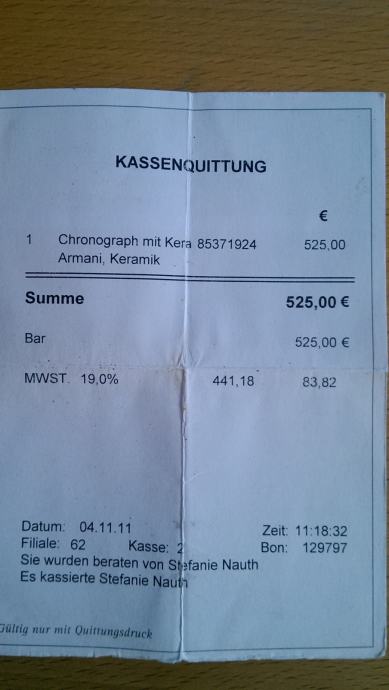 KASSENQUITTUNG
€
1 Chronograph mit Kera 85371924 525,00
Armani, Keramik
Summe 525,00 €
Bar 525,00 €
MWST. 19,0% 441,18 83,82
Datum: 04.11.11 Zeit: 11:18:32
Filiale: 62 Kasse: 2 Bon: 129797
Sie wurden beraten von Stefanie Nauth
Es kassierte Stefanie Nauth
Gültig nur mit Quittungsdruck